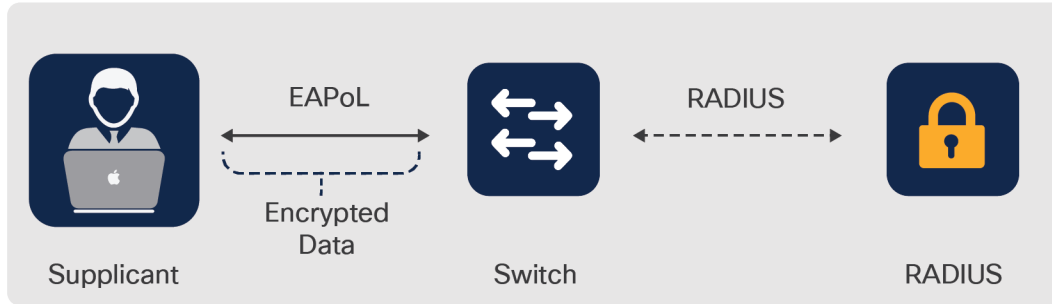 EAPoL
RADIUS
Encrypted
Data
Supplicant
Switch
RADIUS